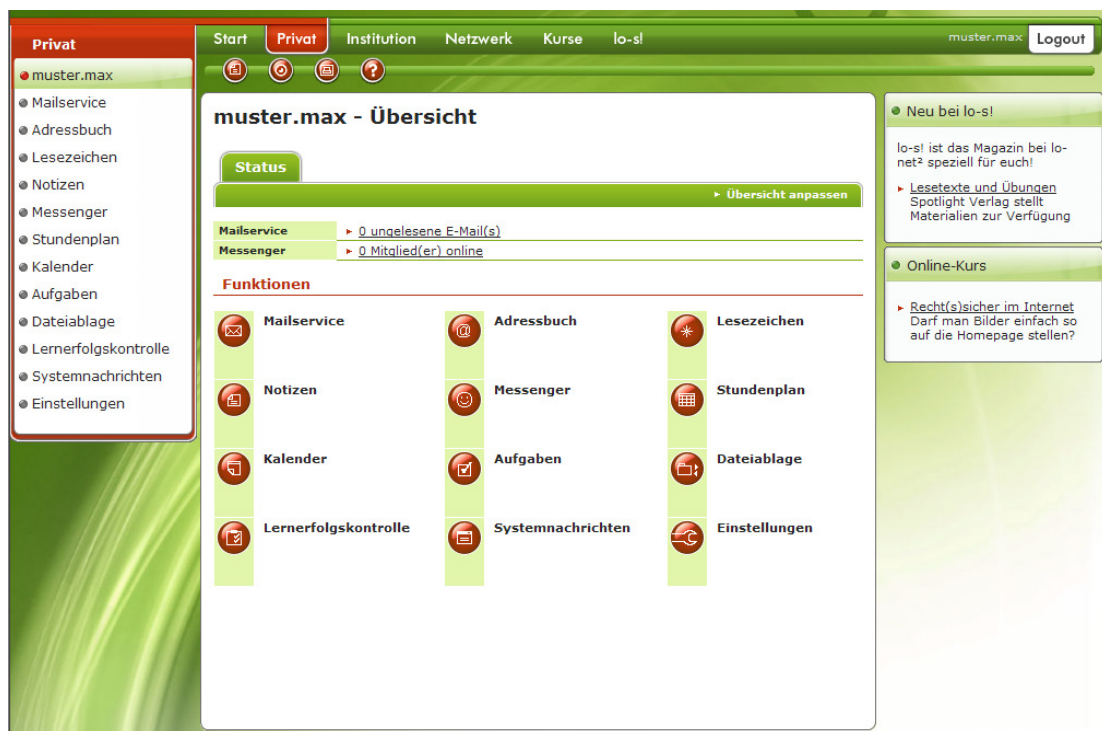 Privat
muster.max
Mailservice
Adressbuch
Lesezeichen
Notizen
Messenger
Stundenplan
Kalender
Aufgaben
Dateiablage
Lernerfolgskontrolle
Systemnachrichten
Einstellungen
Start Privat Institution Netzwerk Kurse lo-s!
muster.max Logout
muster.max - Übersicht
Status
Übersicht anpassen
Mailservice 0 ungelesene E-Mail(s)
Messenger 0 Mitglied(er) online
Funktionen
Mailservice Adressbuch Lesezeichen
Notizen Messenger Stundenplan
Kalender Aufgaben Dateiablage
Lernerfolgskontrolle Systemnachrichten Einstellungen
Neu bei lo-s!
lo-s! ist das Magazin bei lo-
net² speziell für euch!
Lesetexte und Übungen
Spotlight Verlag stellt
Materialien zur Verfügung
Online-Kurs
Recht(s)sicher im Internet
Darf man Bilder einfach so
auf die Homepage stellen?